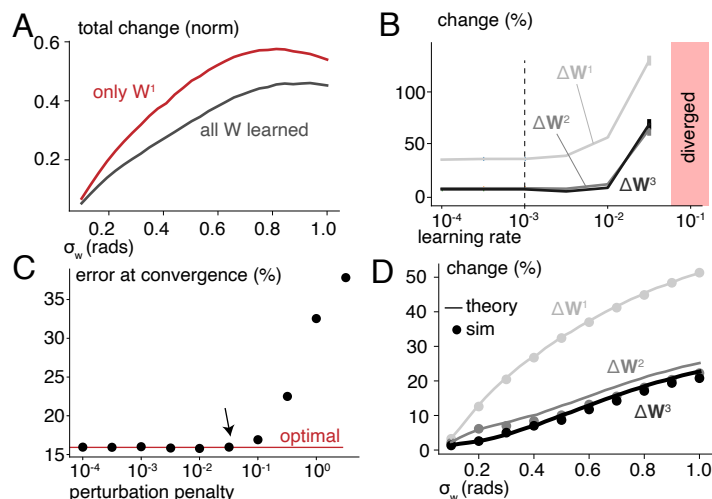 A total change (norm)
0.6
0.4
0.2
only W¹
all W learned
0.2 0.4 0.6 0.8 1.0
σw (rads)
B change (%)
100
50
0
ΔW¹
ΔW²
ΔW³
diverged
10⁻⁴ 10⁻³ 10⁻² 10⁻¹
learning rate
C error at convergence (%)
35
30
25
20
15
optimal
10⁻⁴ 10⁻³ 10⁻² 10⁻¹ 10⁰
perturbation penalty
D change (%)
50
40
30
20
10
0
theory
sim
ΔW¹
ΔW²
ΔW³
0.2 0.4 0.6 0.8 1.0
σw (rads)